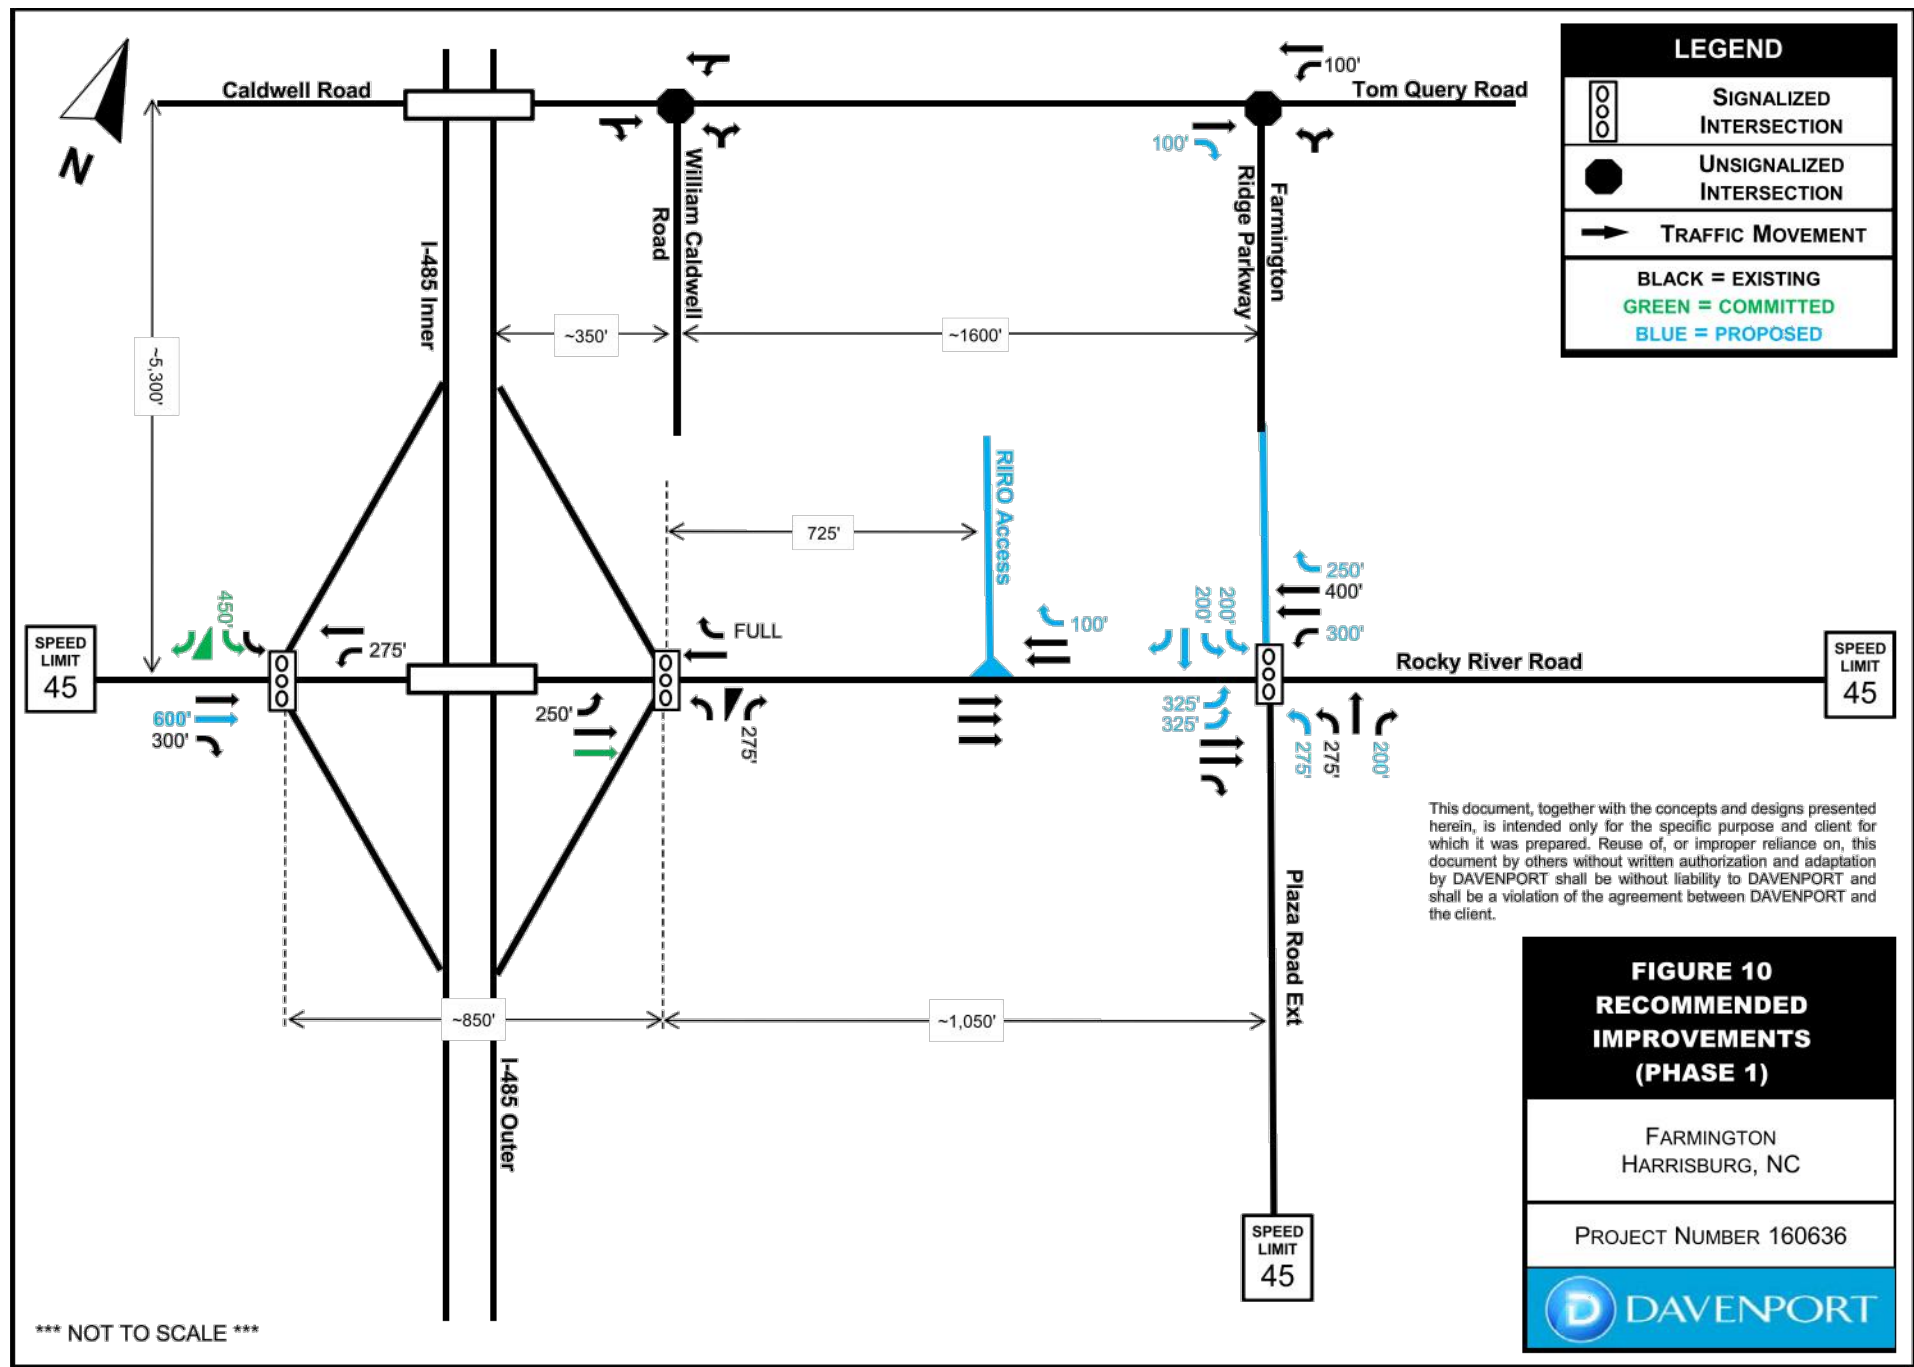 LEGEND
SIGNALIZED
INTERSECTION
UNSIGNALIZED
INTERSECTION
TRAFFIC MOVEMENT
BLACK = EXISTING
GREEN = COMMITTED
BLUE = PROPOSED
N
Caldwell Road
Tom Query Road
100'
100'
William Caldwell
Road
Farmington
Ridge Parkway
I-485 Inner
~350'
~1600'
~5,300'
725'
RIRO Access
450'
275'
FULL
100'
200'
200'
250'
400'
300'
SPEED
LIMIT
45
Rocky River Road
SPEED
LIMIT
45
600'
300'
250'
275'
325'
325'
275'
275'
200'
This document, together with the concepts and designs presented
herein, is intended only for the specific purpose and client for
which it was prepared. Reuse of, or improper reliance on, this
document by others without written authorization and adaptation
by DAVENPORT shall be without liability to DAVENPORT and
shall be a violation of the agreement between DAVENPORT and
the client.
Plaza Road Ext
~850'
~1,050'
I-485 Outer
SPEED
LIMIT
45
FIGURE 10
RECOMMENDED
IMPROVEMENTS
(PHASE 1)
FARMINGTON
HARRISBURG, NC
PROJECT NUMBER 160636
D DAVENPORT
*** NOT TO SCALE ***